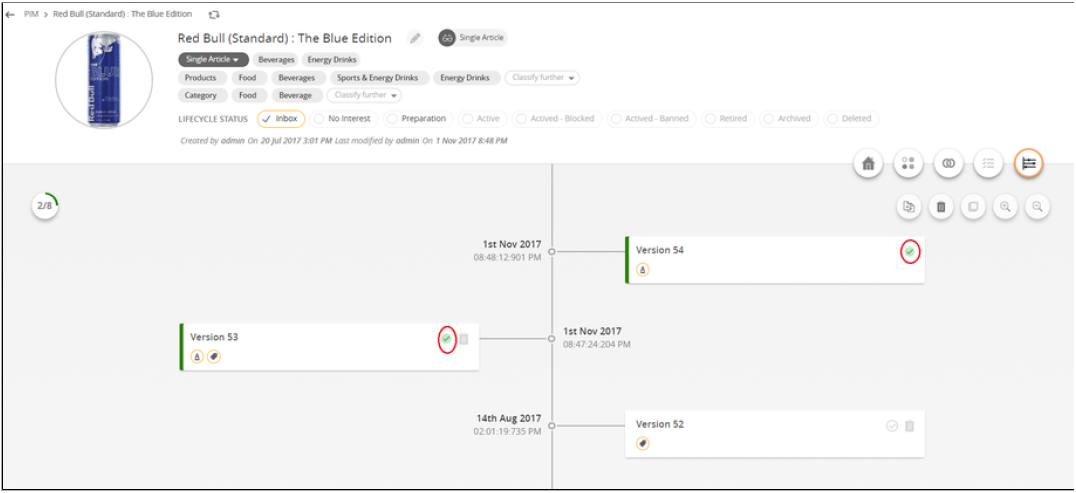 ← PIM > Red Bull (Standard) : The Blue Edition
Red Bull (Standard) : The Blue Edition Single Article
Single Article Beverages Energy Drinks
Products Food Beverages Sports & Energy Drinks Energy Drinks Classify further
Category Food Beverage Classify further
LIFECYCLE STATUS ✓ Inbox No Interest Preparation Active Actived - Blocked Actived - Banned Retired Archived Deleted
Created by admin On 20 Jul 2017 3:01 PM Last modified by admin On 1 Nov 2017 8:48 PM
Red Bull
BLUE
2/8
1st Nov 2017
08:48:12:901 PM
Version 54
Version 53
1st Nov 2017
08:47:24:204 PM
14th Aug 2017
02:01:19:735 PM
Version 52